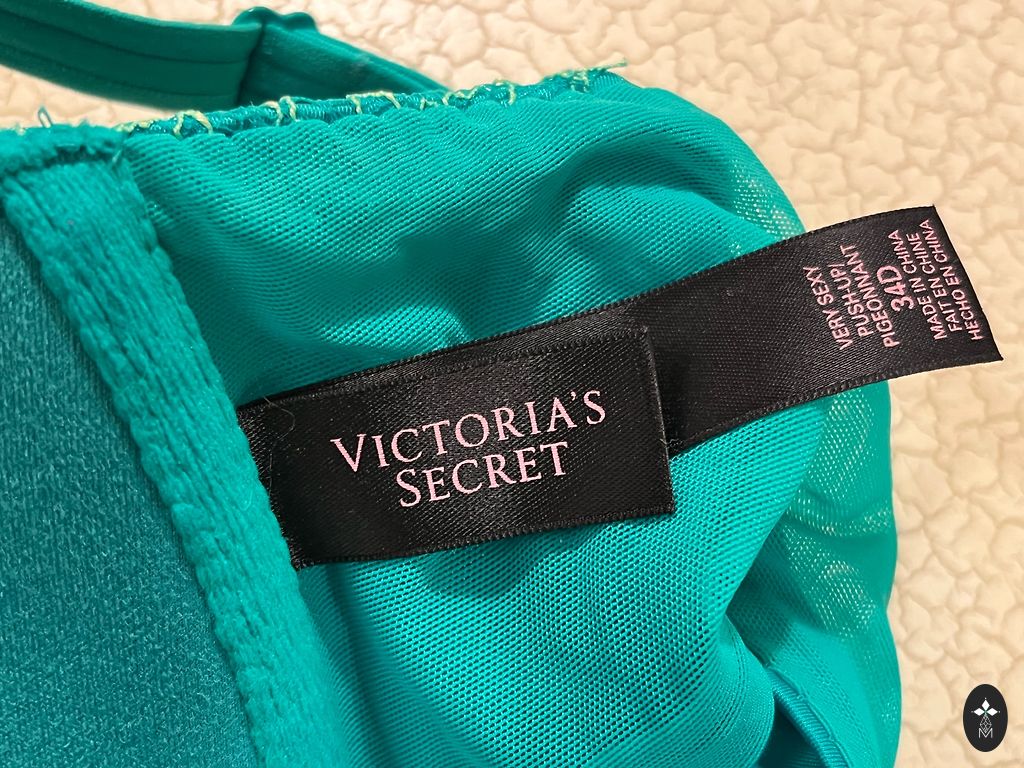 VICTORIA'S
SECRET
VERY SEXY
PUSH-UP/
PIGEONNANT
34D
MADE IN CHINA
FAIT EN CHINE
HECHO EN CHINA
M